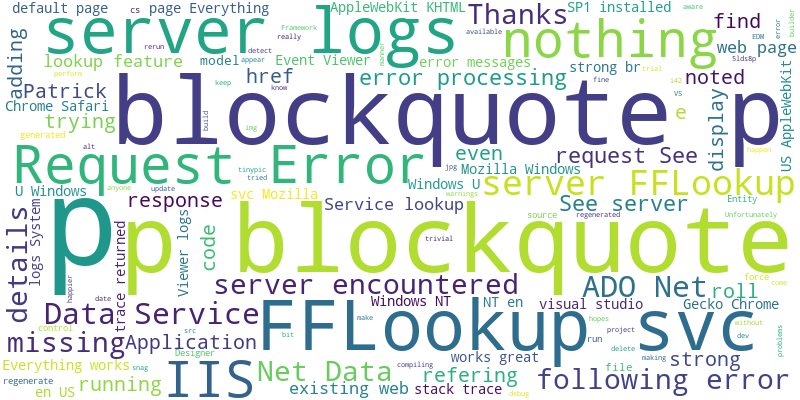 default page
cs
page Everything
AppleWebKit KHTML
SP1 installed
aware
server logs
Framework
really
Thanks
nothing
find
EDM
error
builder
adding
lookup feature
model
rerun
appear
detect
Event Viewer
error messages
available
manner
strong br
web page
5lds8p
Patrick
href
error processing
noted
trial
perform
keep
know
fine
i42
VS
Chrome Safari
blockquote p
trying
generated
build
img
e
display
US AppleWebKit
alt
even
request See
happen
Request Error
tinypic
tried
jpg
Mozilla Windows
U Windows
anyone
update
svc Mozilla
Windows U
warnings
server FFLookup
response
Service lookup
See server
Entity
details
logs System
p
p blockquote
Viewer logs
code
source
regenerated
Unfortunately
trace returned
trivial
server encountered
ADO Net
roll
force
come
happier
date
Data Service
Windows NT
NT en
visual studio
Gecko Chrome
without
control
src
bit
make
FFLookup svc
hopes
project
run
dev
problems
missing
Application
Designer
works great
delete
making
strong
Everything works
snag
regenerate
running
IIS
Net Data
refering
compiling
file
following error
en US
existing web
stack trace
debug